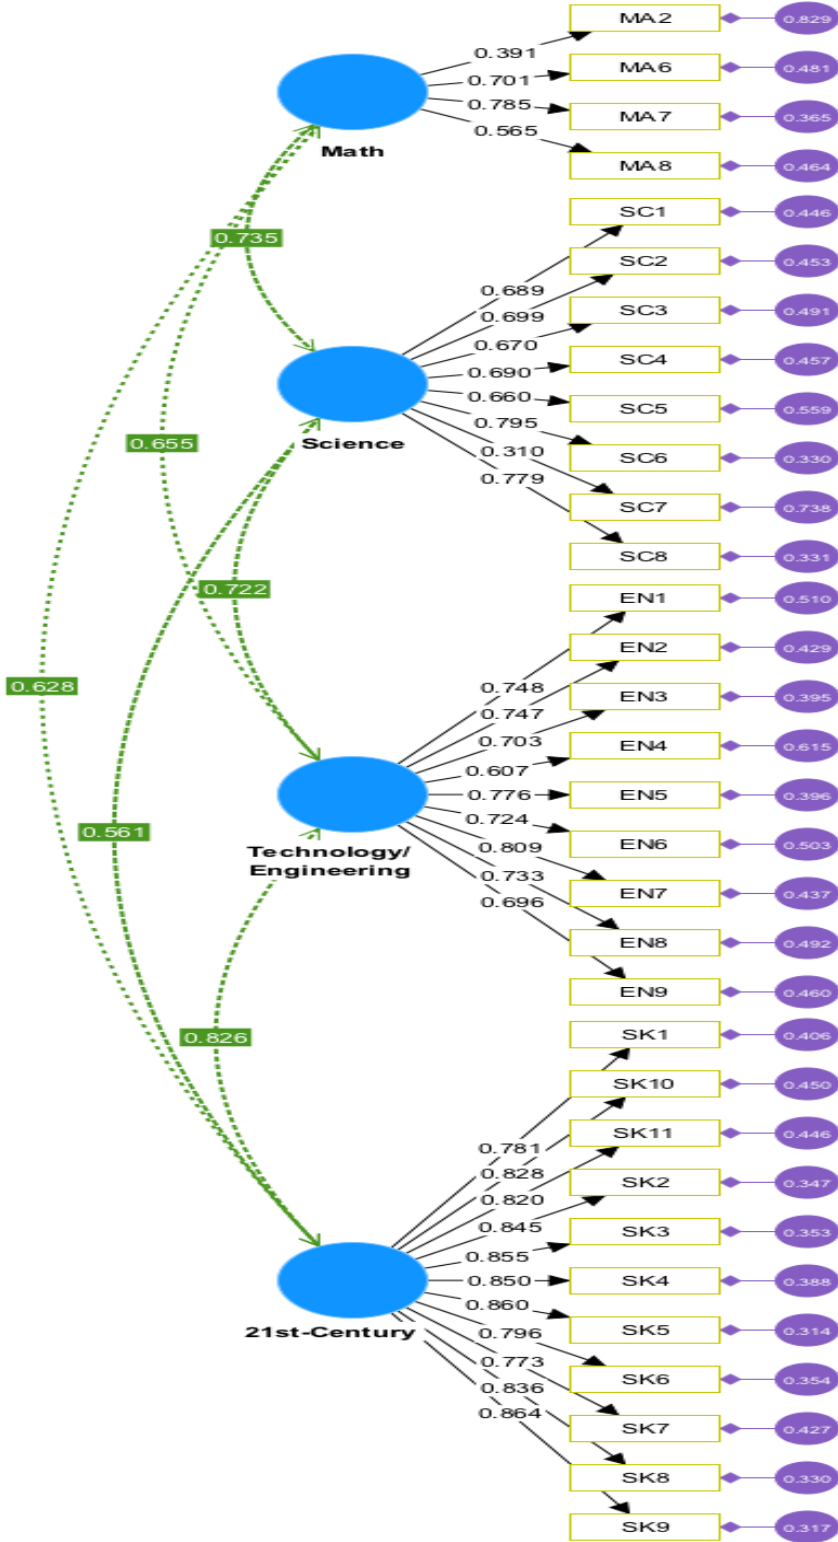 MA2 0.829
0.391
MA6 0.481
0.701
MA7 0.365
0.785
0.565
Math
MA8 0.464
SC1 0.446
0.735
SC2 0.453
0.689
SC3 0.491
0.699
0.670
SC4 0.457
0.690
0.660
SC5 0.559
0.795
0.655
Science
0.310
SC6 0.330
0.779
SC7 0.738
SC8 0.331
0.722
EN1 0.510
EN2 0.429
0.628
0.748
EN3 0.395
0.747
0.703
EN4 0.615
0.607
0.776
EN5 0.396
0.724
0.561
EN6 0.503
0.809
Technology/
Engineering
0.733
EN7 0.437
0.696
EN8 0.492
EN9 0.460
0.826
SK1 0.406
SK10 0.450
SK11 0.446
0.781
0.828
SK2 0.347
0.820
0.845
SK3 0.353
0.855
0.850
SK4 0.388
0.860
SK5 0.314
21st-Century
0.796
0.773
SK6 0.354
0.836
0.864
SK7 0.427
SK8 0.330
SK9 0.317